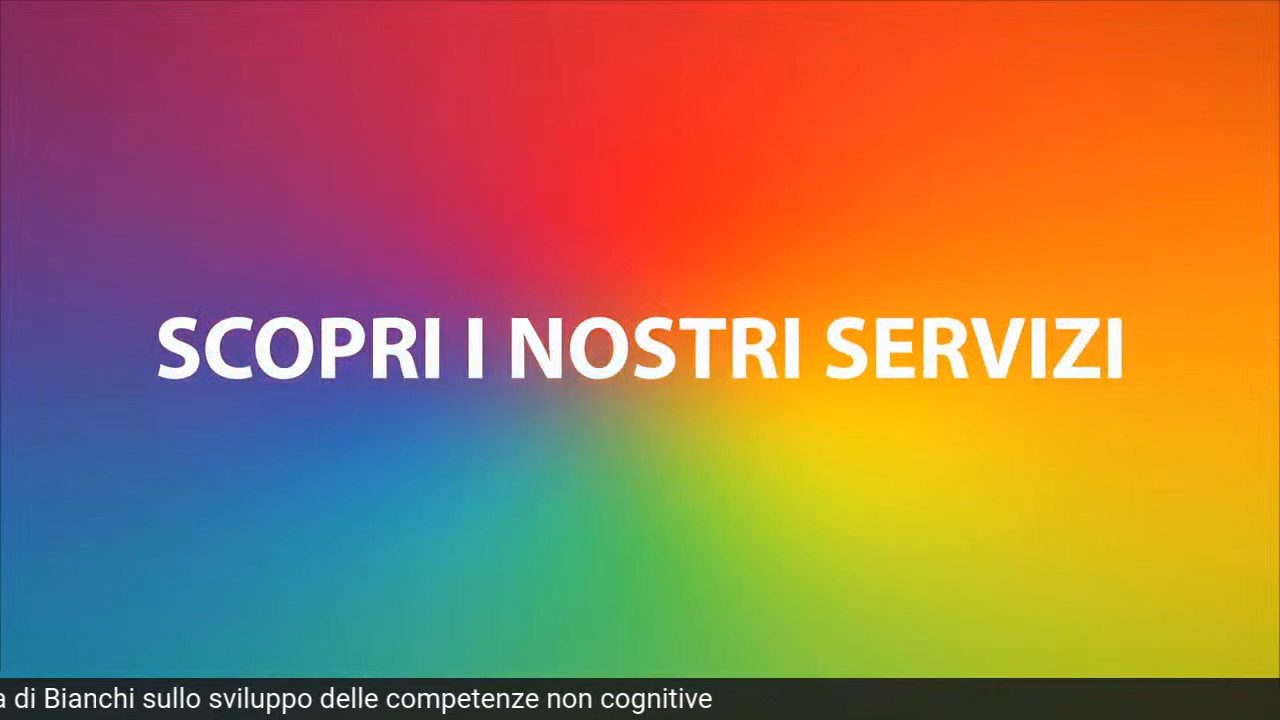 SCOPRI I NOSTRI SERVIZI
di Bianchi sullo sviluppo delle competenze non cognitive